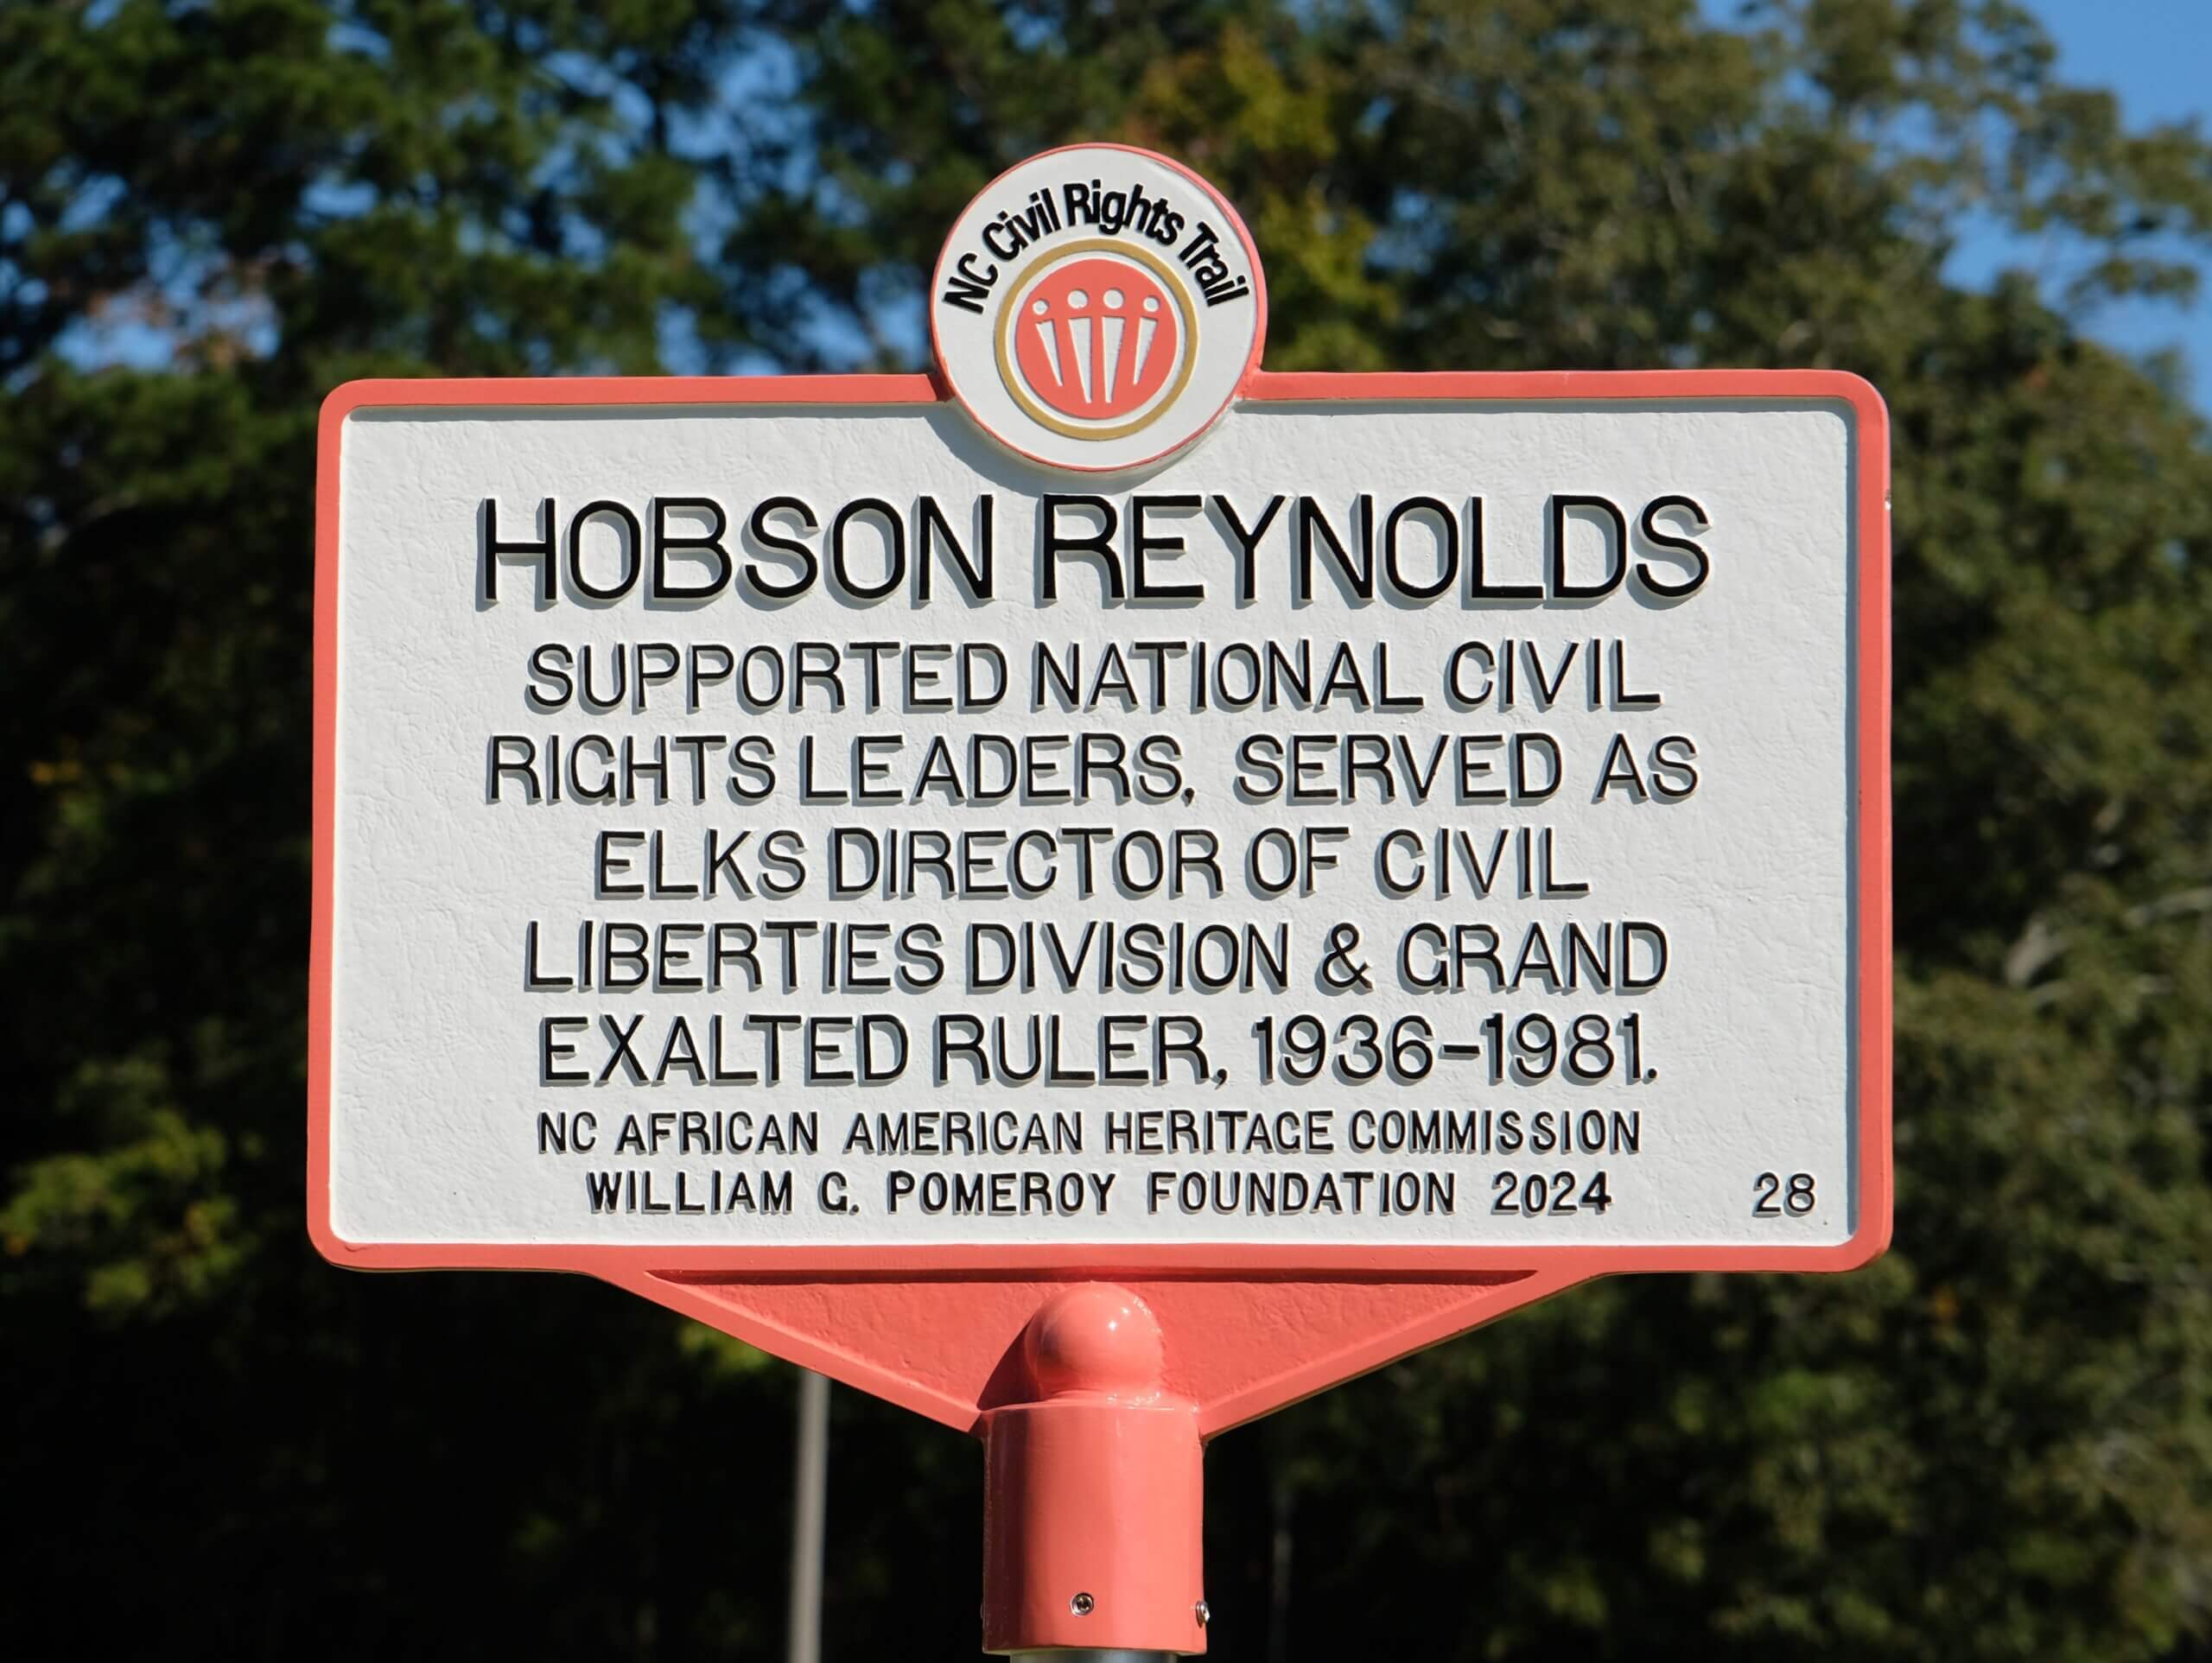 NC Civil Rights Trail
HOBSON REYNOLDS
SUPPORTED NATIONAL CIVIL
RIGHTS LEADERS, SERVED AS
ELKS DIRECTOR OF CIVIL
LIBERTIES DIVISION & GRAND
EXALTED RULER, 1936-1981.
NC AFRICAN AMERICAN HERITAGE COMMISSION
WILLIAM G. POMEROY FOUNDATION 2024 28